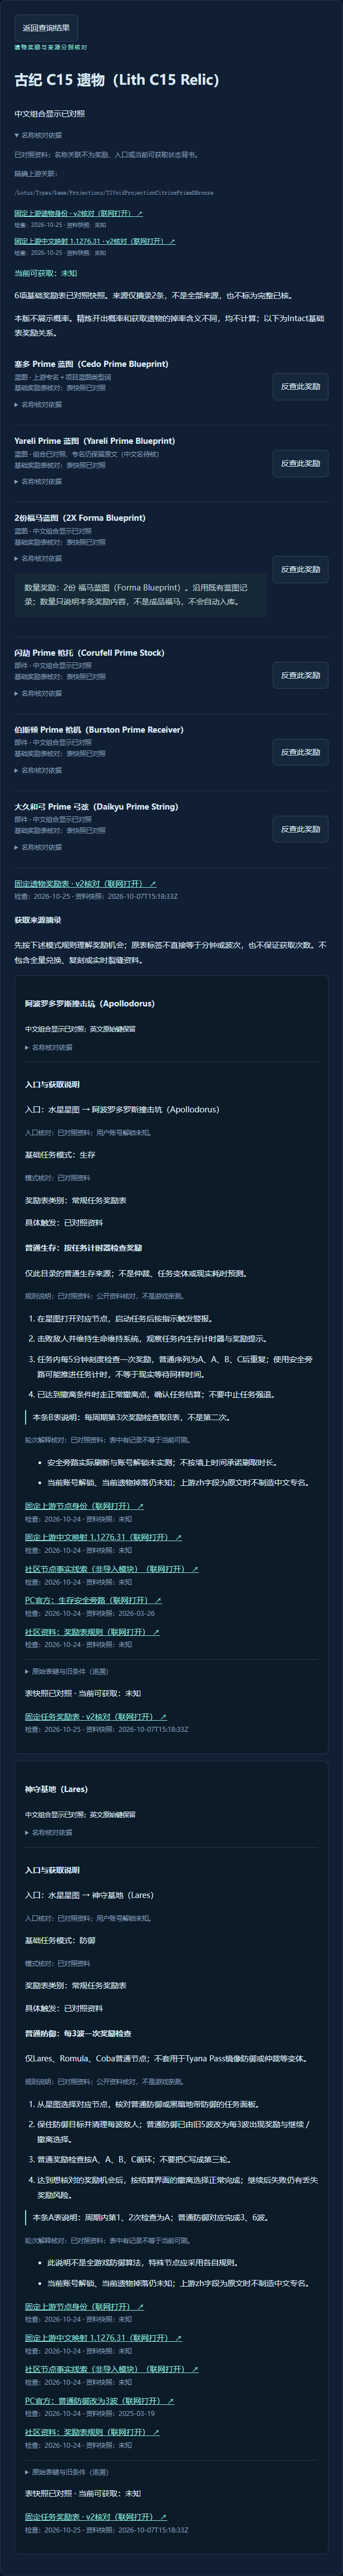 返回查询结果
遗物奖励与来源分别核对
古纪 C15 遗物（Lith C15 Relic）
中文组合显示已对照
▼ 名称核对依据
已对照资料；名称关联不为奖励、入口或当前可获取状态背书。
精确上游关联：
固定上游遗物身份 · v2核对（联网打开） ↗
检查：2026-10-25 · 资料快照：未知
固定上游中文映射 1.1276.31 · v2核对（联网打开） ↗
检查：2026-10-25 · 资料快照：未知
当前可获取：未知
6项基础奖励表已对照快照。来源仅摘录2条，不是全部来源，也不标为完整已核。
本版不展示概率。精炼开出概率和获取遗物的掉率含义不同，均不计算；以下为Intact基础表奖励关系。
塞多 Prime 蓝图（Cedo Prime Blueprint）
蓝图 · 上游专名 + 项目蓝图类型词
基础奖励表核对：表快照已对照
▶ 名称核对依据
反查此奖励
Yareli Prime 蓝图（Yareli Prime Blueprint）
蓝图 · 组合已对照，专名仍保留原文（中文名待核）
基础奖励表核对：表快照已对照
▶ 名称核对依据
反查此奖励
2份福马蓝图（2X Forma Blueprint）
蓝图 · 中文组合显示已对照
基础奖励表核对：表快照已对照
▶ 名称核对依据
数量奖励：2份 福马蓝图（Forma Blueprint）。沿用既有蓝图记录；数量只说明本条奖励内容，不是成品福马，不会自动入库。
反查此奖励
闪劫 Prime 枪托（Corufell Prime Stock）
部件 · 中文组合显示已对照
基础奖励表核对：表快照已对照
▶ 名称核对依据
反查此奖励
伯斯顿 Prime 枪机（Burston Prime Receiver）
部件 · 中文组合显示已对照
基础奖励表核对：表快照已对照
▶ 名称核对依据
反查此奖励
大久和弓 Prime 弓弦（Daikyu Prime String）
部件 · 中文组合显示已对照
基础奖励表核对：表快照已对照
▶ 名称核对依据
反查此奖励
固定遗物奖励表 · v2核对（联网打开） ↗
检查：2026-10-25 · 资料快照：2026-10-07T15:18:33Z
获取来源摘录
先按下述模式规则理解奖励机会；原表标签不直接等于分钟或波次，也不保证获取次数。不包含全量兑换、复刻或实时裂缝资料。
阿波罗多罗斯撞击坑（Apollodorus）
中文组合显示已对照；英文原始键保留
▶ 名称核对依据
入口与获取说明
入口：水星星图 → 阿波罗多罗斯撞击坑（Apollodorus）
入口核对：已对照资料；用户账号解锁未知。
基础任务模式：生存
模式核对：已对照资料
奖励表类别：常规任务奖励表
具体触发：已对照资料
普通生存：按任务计时器检查奖励
仅此目录的普通生存来源；不是仲裁、任务变体或现实耗时预测。
规则说明：已对照资料；公开资料核对，不是游戏亲测。
1. 在星图打开对应节点，启动任务后按指示触发警报。
2. 击败敌人并维持生命维持系统，观察任务内生存计时器与奖励提示。
3. 任务内每5分钟刻度检查一次奖励，普通序列为A、A、B、C后重复；使用安全旁路可能推进任务计时，不等于现实等待同样时间。
4. 已达到撤离条件时走正常撤离点，确认任务结算；不要中止任务强退。
本条B表说明：每周期第3次奖励检查取B表，不是第二次。
轮次解释核对：已对照资料；表中有记录不等于当前可刷。
• 安全旁路实际刷新与账号解锁未实测；不按墙上时间承诺刷取时长。
• 当前账号解锁、当前遗物掉落仍未知；上游zh字段为原文时不制造中文专名。
固定上游节点身份（联网打开） ↗
检查：2026-10-24 · 资料快照：未知
固定上游中文映射 1.1276.31（联网打开） ↗
检查：2026-10-24 · 资料快照：未知
社区节点事实线索（非导入模块）（联网打开） ↗
检查：2026-10-24 · 资料快照：未知
PC官方：生存安全旁路（联网打开） ↗
检查：2026-10-24 · 资料快照：2026-03-26
社区资料：奖励表规则（联网打开） ↗
检查：2026-10-24 · 资料快照：未知
▶ 原始表键与旧条件（追溯）
表快照已对照 · 当前可获取：未知
固定任务奖励表 · v2核对（联网打开） ↗
检查：2026-10-25 · 资料快照：2026-10-07T15:18:33Z
神守基地（Lares）
中文组合显示已对照；英文原始键保留
▶ 名称核对依据
入口与获取说明
入口：水星星图 → 神守基地（Lares）
入口核对：已对照资料；用户账号解锁未知。
基础任务模式：防御
模式核对：已对照资料
奖励表类别：常规任务奖励表
具体触发：已对照资料
普通防御：每3波一次奖励检查
仅Lares、Romula、Coba普通节点；不套用于Tyana Pass镜像防御或仲裁等变体。
规则说明：已对照资料；公开资料核对，不是游戏亲测。
1. 从星图选择对应节点，核对普通防御或黑暗地带防御的任务面板。
2. 保住防御目标并清理每波敌人；普通防御已由旧5波改为每3波出现奖励与继续 / 撤离选择。
3. 普通奖励检查按A、A、B、C循环；不要把C写成第三轮。
4. 达到想核对的奖励机会后，按结算界面的撤离选择正常完成；继续后失败仍有丢失奖励风险。
本条A表说明：周期内第1、2次检查为A；普通防御对应完成3、6波。
轮次解释核对：已对照资料；表中有记录不等于当前可刷。
• 此说明不是全游戏防御算法，特殊节点应采用各自规则。
• 当前账号解锁、当前遗物掉落仍未知；上游zh字段为原文时不制造中文专名。
固定上游节点身份（联网打开） ↗
检查：2026-10-24 · 资料快照：未知
固定上游中文映射 1.1276.31（联网打开） ↗
检查：2026-10-24 · 资料快照：未知
社区节点事实线索（非导入模块）（联网打开） ↗
检查：2026-10-24 · 资料快照：未知
PC官方：普通防御改为3波（联网打开） ↗
检查：2026-10-24 · 资料快照：2025-03-19
社区资料：奖励表规则（联网打开） ↗
检查：2026-10-24 · 资料快照：未知
▶ 原始表键与旧条件（追溯）
表快照已对照 · 当前可获取：未知
固定任务奖励表 · v2核对（联网打开） ↗
检查：2026-10-25 · 资料快照：2026-10-07T15:18:33Z